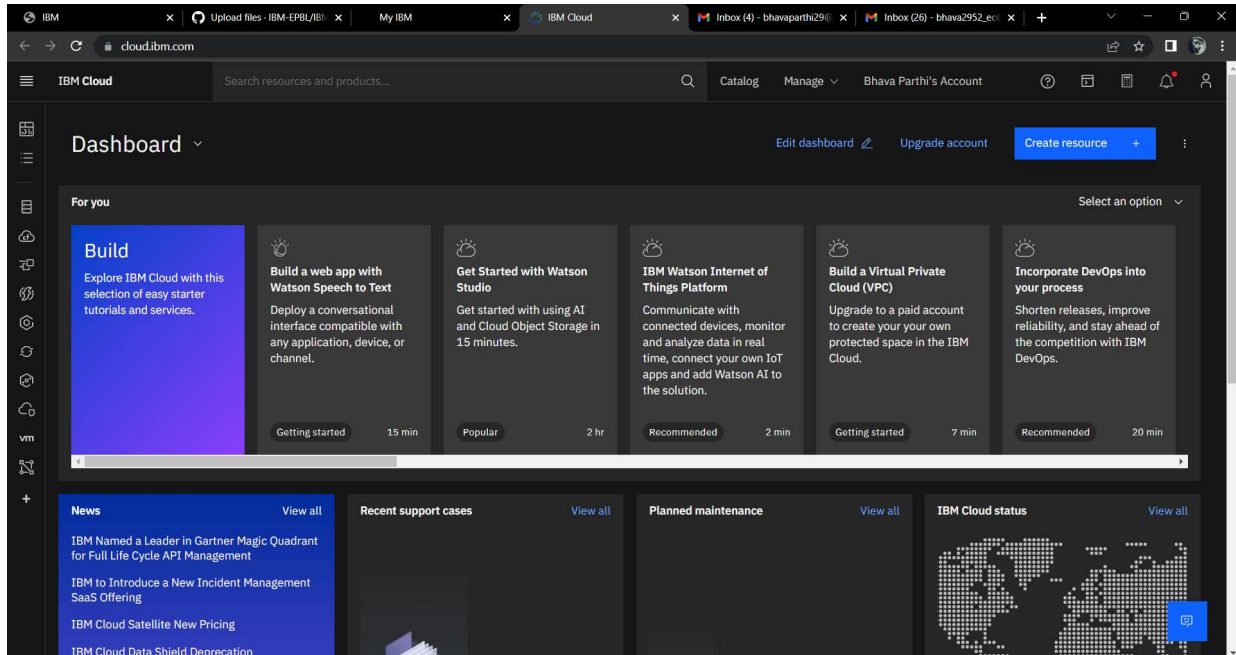 IBM
Upload files · IBM-EPBL/IBM
My IBM
IBM Cloud
Inbox (4) - bhavaparthi29@
Inbox (26) - bhava2952_ec
cloud.ibm.com
IBM Cloud
Search resources and products...
Catalog
Manage
Bhava Parthi's Account
Dashboard
Edit dashboard
Upgrade account
Create resource +
For you
Select an option
Build
Explore IBM Cloud with this
selection of easy starter
tutorials and services.
Build a web app with
Watson Speech to Text
Deploy a conversational
interface compatible with
any application, device, or
channel.
Getting started
15 min
Get Started with Watson
Studio
Get started with using AI
and Cloud Object Storage in
15 minutes.
Popular
2 hr
IBM Watson Internet of
Things Platform
Communicate with
connected devices, monitor
and analyze data in real
time, connect your own IoT
apps and add Watson AI to
the solution.
Recommended
2 min
Build a Virtual Private
Cloud (VPC)
Upgrade to a paid account
to create your your own
protected space in the IBM
Cloud.
Getting started
7 min
Incorporate DevOps into
your process
Shorten releases, improve
reliability, and stay ahead of
the competition with IBM
DevOps.
Recommended
20 min
vm
News
View all
IBM Named a Leader in Gartner Magic Quadrant
for Full Life Cycle API Management
IBM to Introduce a New Incident Management
SaaS Offering
IBM Cloud Satellite New Pricing
IBM Cloud Data Shield Deprecation
Recent support cases
View all
Planned maintenance
View all
IBM Cloud status
View all